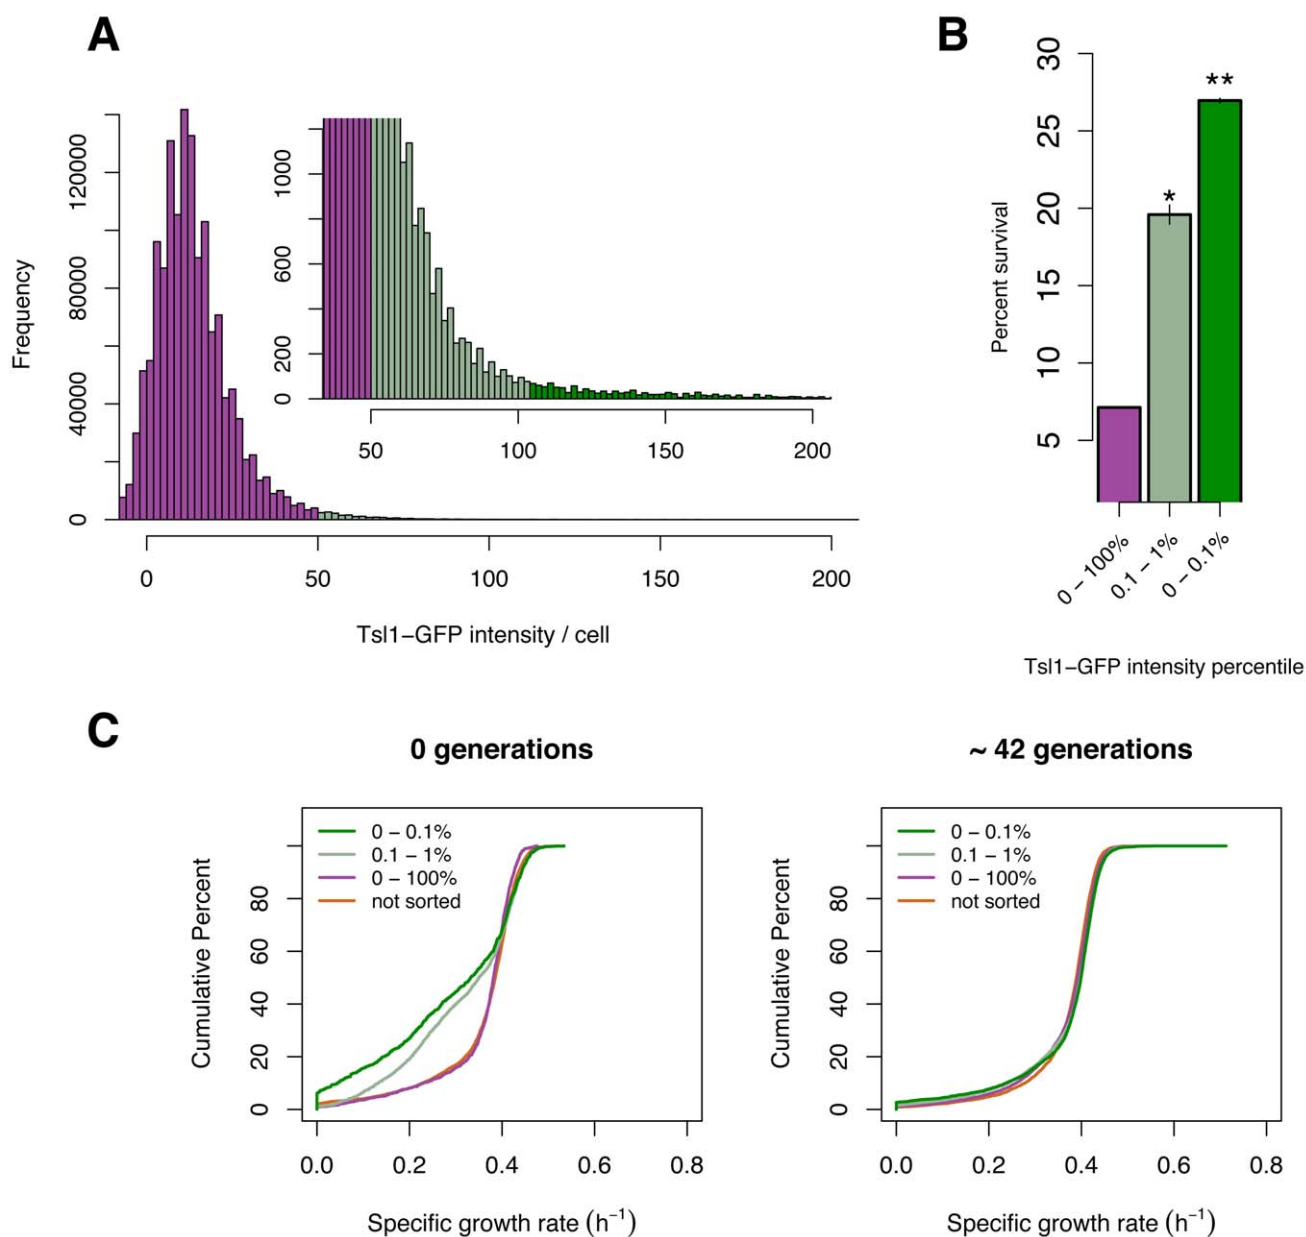 A
Frequency
0
40000
80000
120000
0
50
100
150
200
Tsl1–GFP intensity / cell
0
200
600
1000
50
100
150
200
B
Percent survival
5
10
15
20
25
30
*
**
0 – 100%
0.1 – 1%
0 – 0.1%
Tsl1–GFP intensity percentile
C
0 generations
0 – 0.1%
0.1 – 1%
0 – 100%
not sorted
Cumulative Percent
0
20
40
60
80
0.0
0.2
0.4
0.6
0.8
Specific growth rate (h⁻¹)
~ 42 generations
0 – 0.1%
0.1 – 1%
0 – 100%
not sorted
Cumulative Percent
0
20
40
60
80
0.0
0.2
0.4
0.6
0.8
Specific growth rate (h⁻¹)